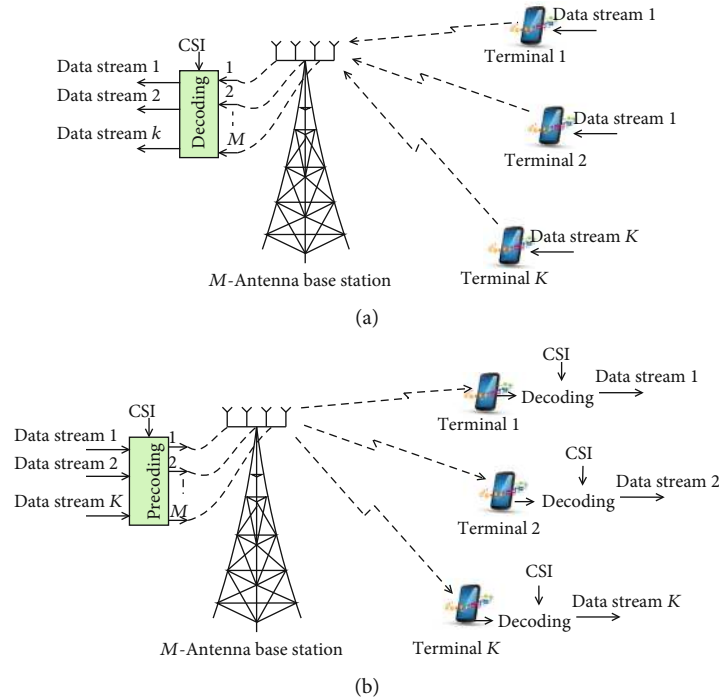 CSI
Data stream 1
Data stream 2
Data stream k
Decoding
1
2
M
M-Antenna base station
Data stream 1
Terminal 1
Data stream 1
Terminal 2
Data stream K
Terminal K
(a)
CSI
Data stream 1
Data stream 2
Data stream K
Precoding
1
2
M
M-Antenna base station
CSI
Decoding
Data stream 1
Terminal 1
CSI
Decoding
Data stream 2
Terminal 2
CSI
Decoding
Data stream K
Terminal K
(b)